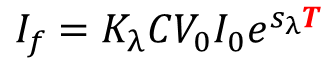 I_f = K_λ C V_0 I_0 e^{s_λ T}